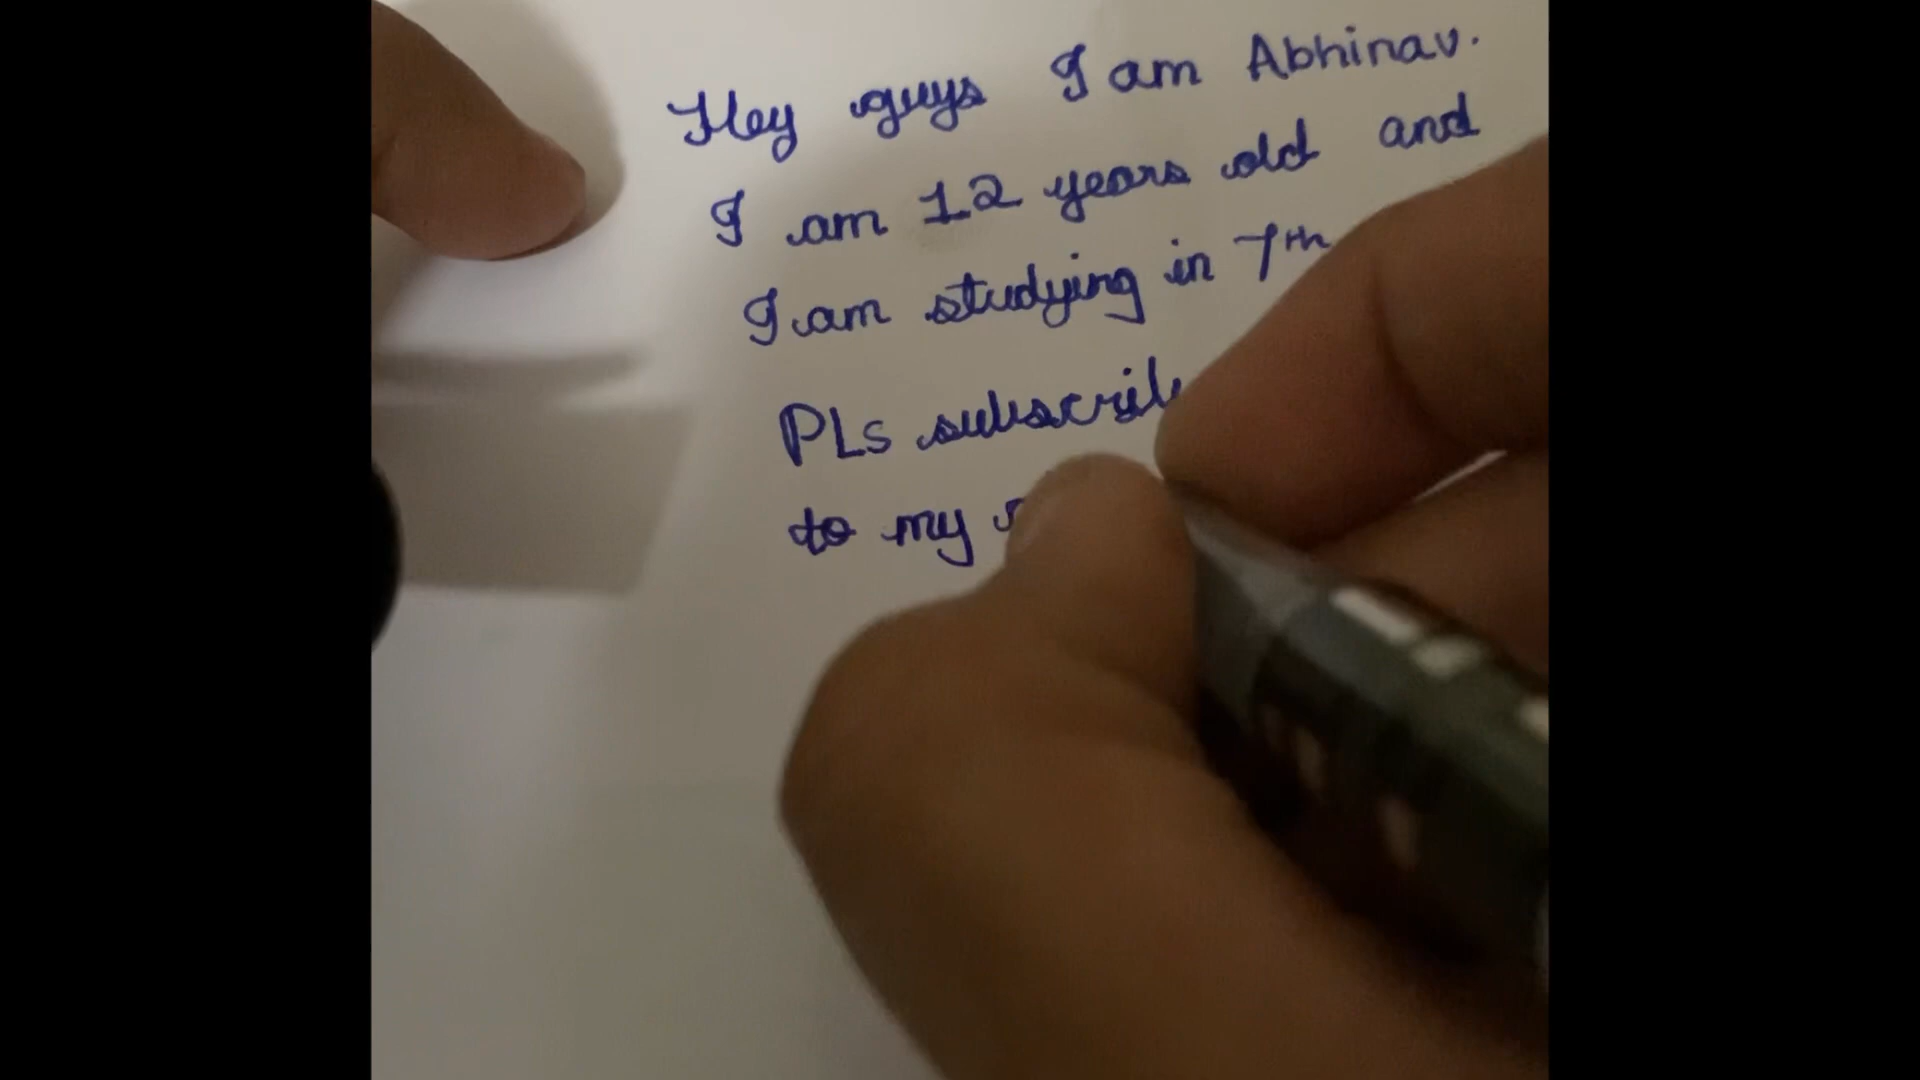 Hey guys I am Abhinav.
I am 12 years old and
I am studying in 7th
PLs
to my